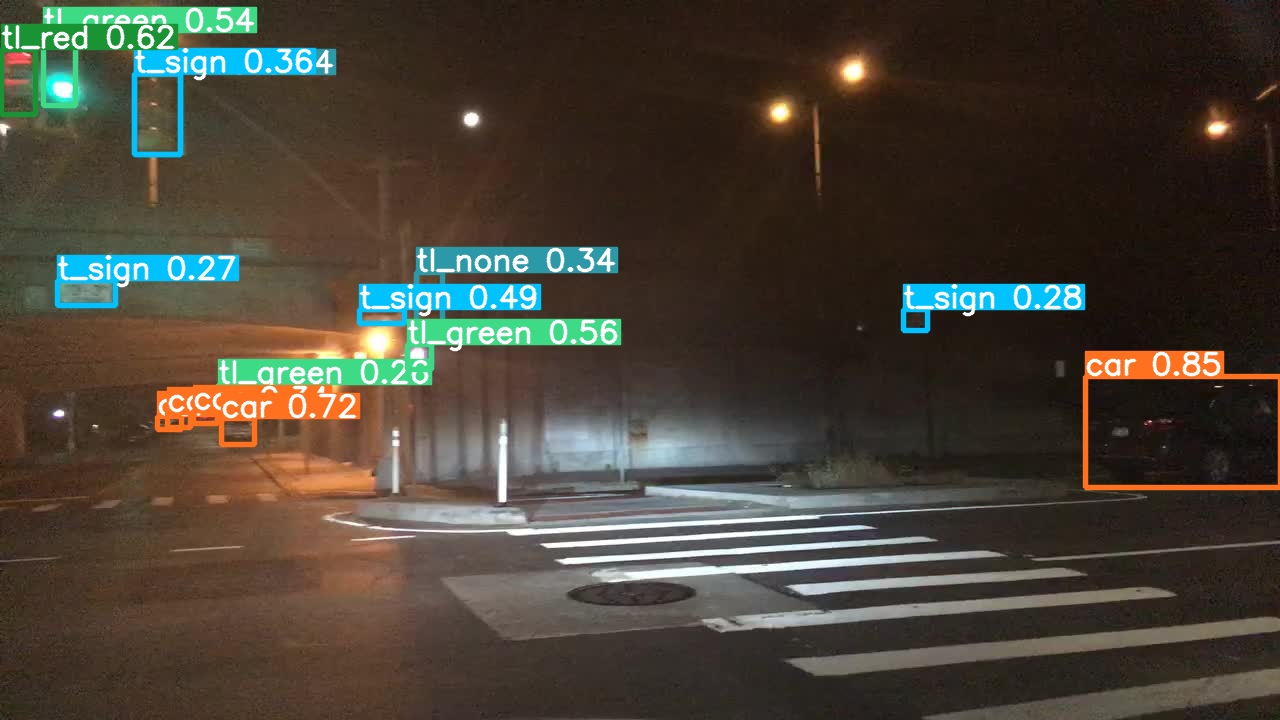 tl_green 0.54
tl_red 0.62
t_sign 0.364
tl_none 0.34
t_sign 0.27
t_sign 0.49
t_sign 0.28
tl_green 0.56
car 0.85
tl_green 0.26
car 0.72